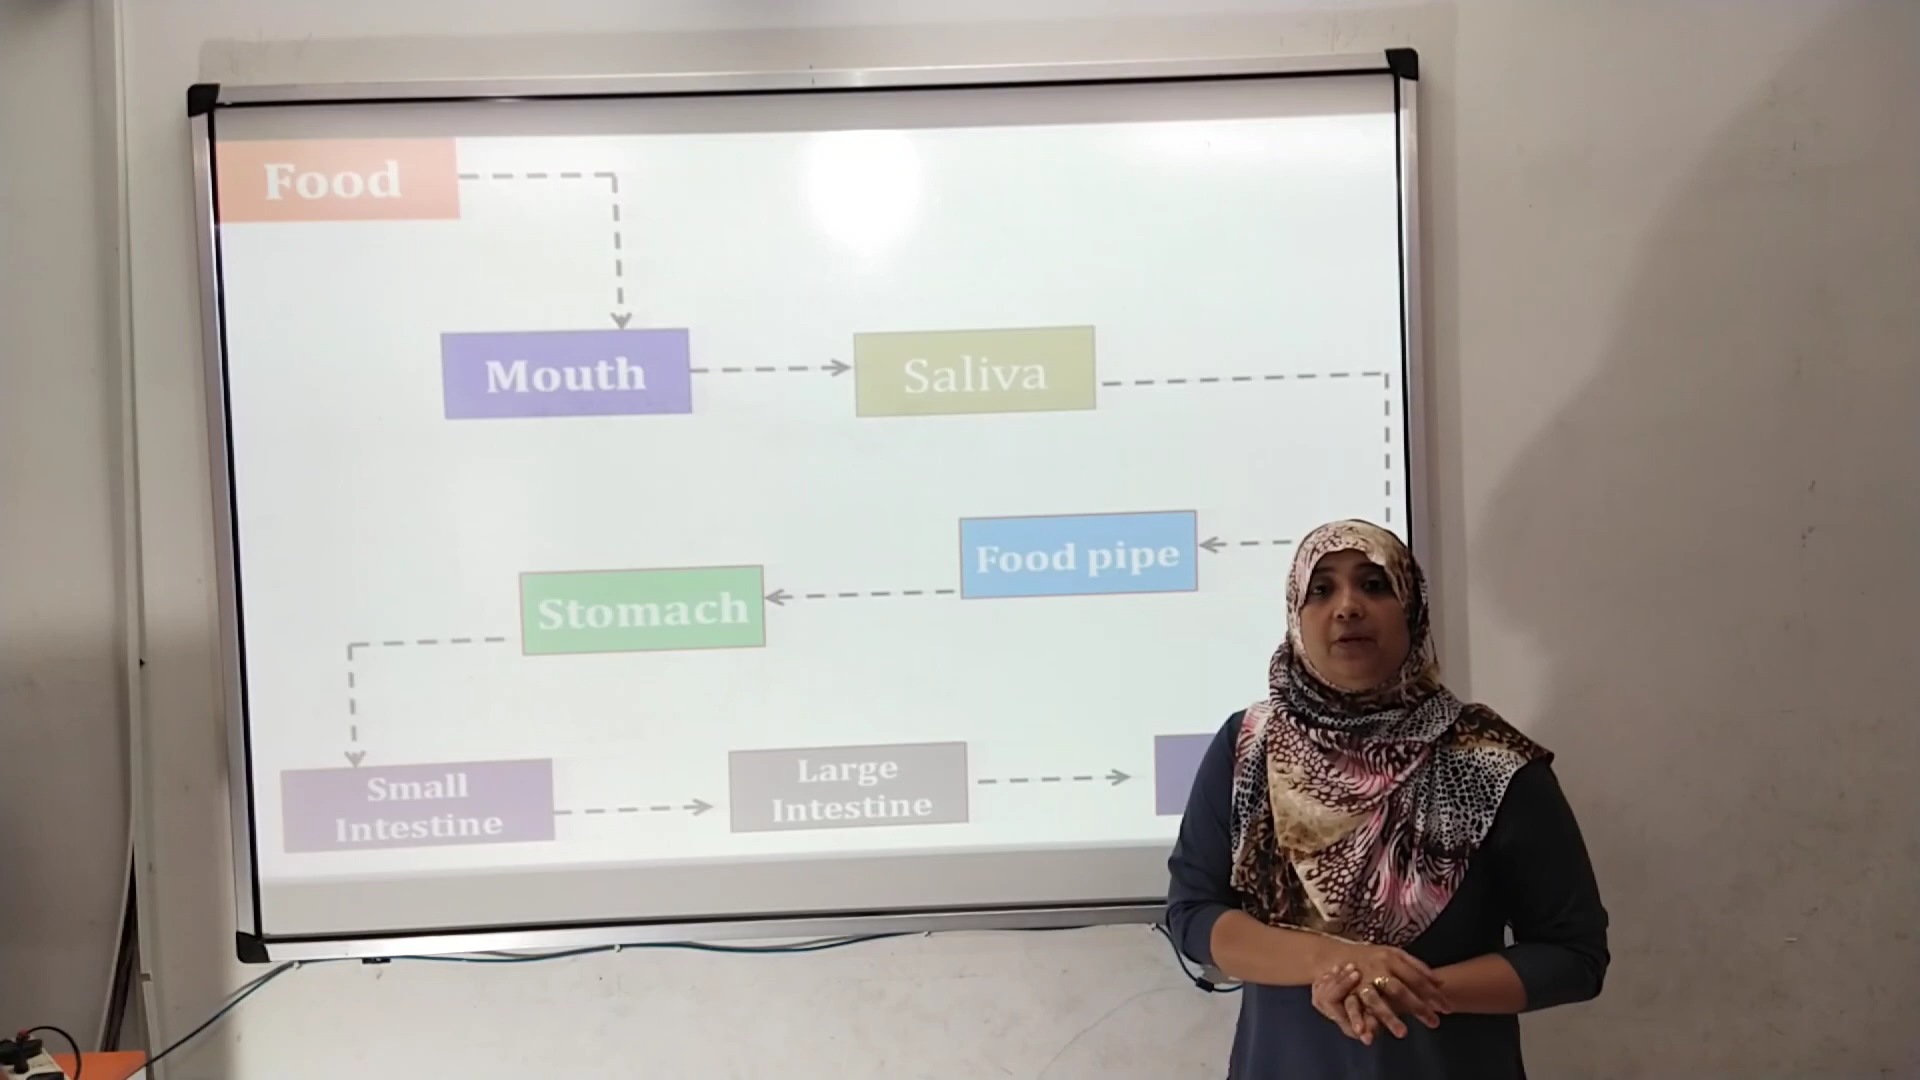 Food
Mouth
Saliva
Food pipe
Stomach
Small
Intestine
Large
Intestine